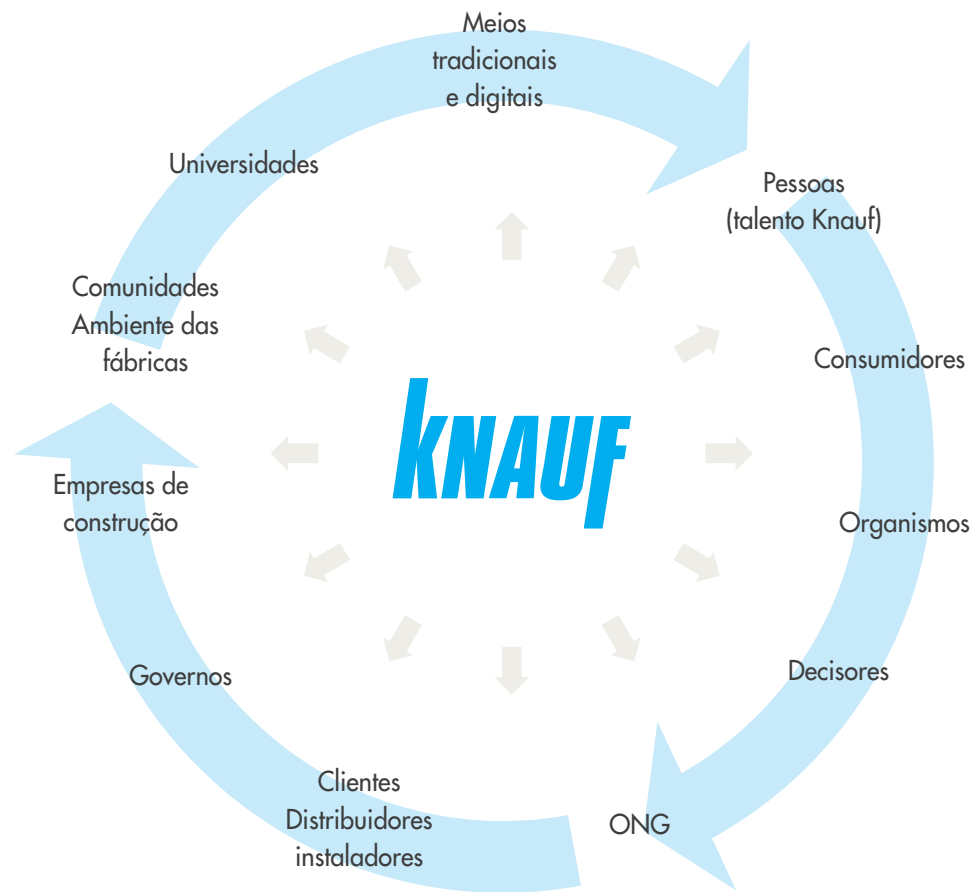 Meios
tradicionais
e digitais
Pessoas
(talento Knauf)
Consumidores
Organismos
Decisores
ONG
Clientes
Distribuidores
instaladores
Governos
Empresas de
construção
Comunidades
Ambiente das
fábricas
Universidades
KNAUF